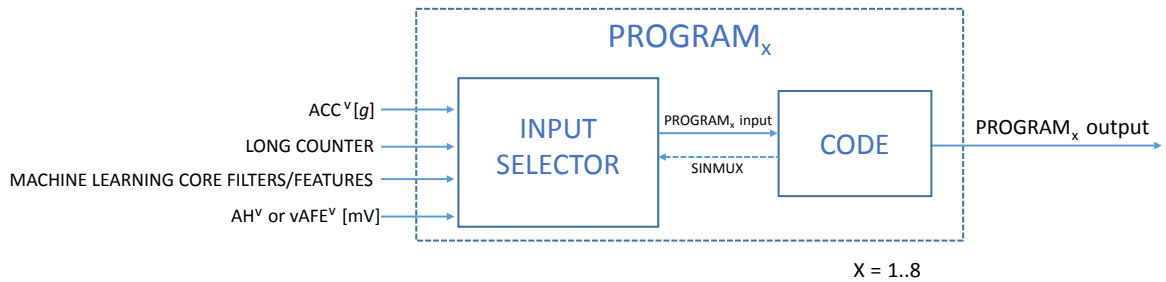 PROGRAMₓ
ACC ⱽ [g]
LONG COUNTER
MACHINE LEARNING CORE FILTERS/FEATURES
AHⱽ or vAFEⱽ [mV]
INPUT
SELECTOR
PROGRAMₓ input
SINMUX
CODE
PROGRAMₓ output
X = 1..8